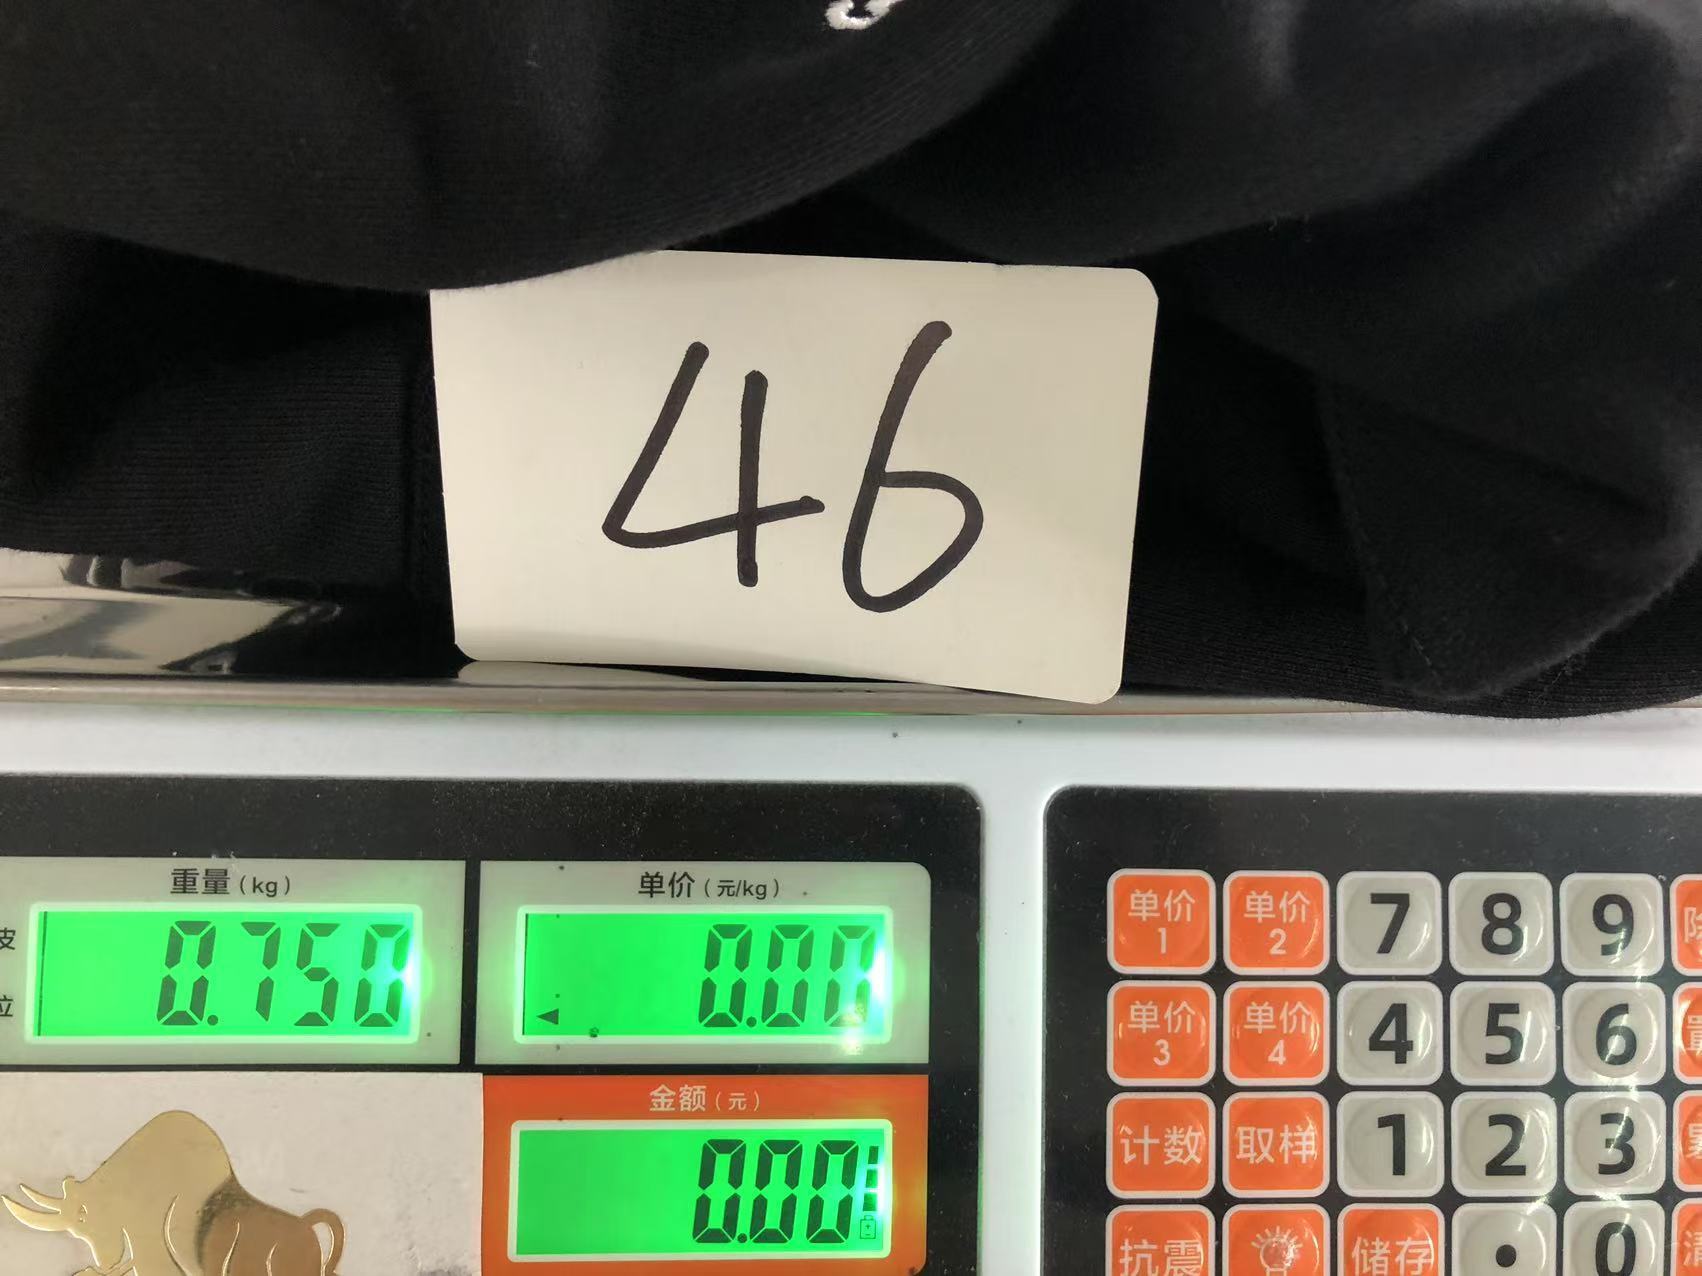 46
重量(kg)
皮
位
0.750
单价(元/kg)
0.00
金额(元)
0.00
单价1 单价2 7 8 9
单价3 单价4 4 5 6
计数 取样 1 2 3
抗震 储存 . 0